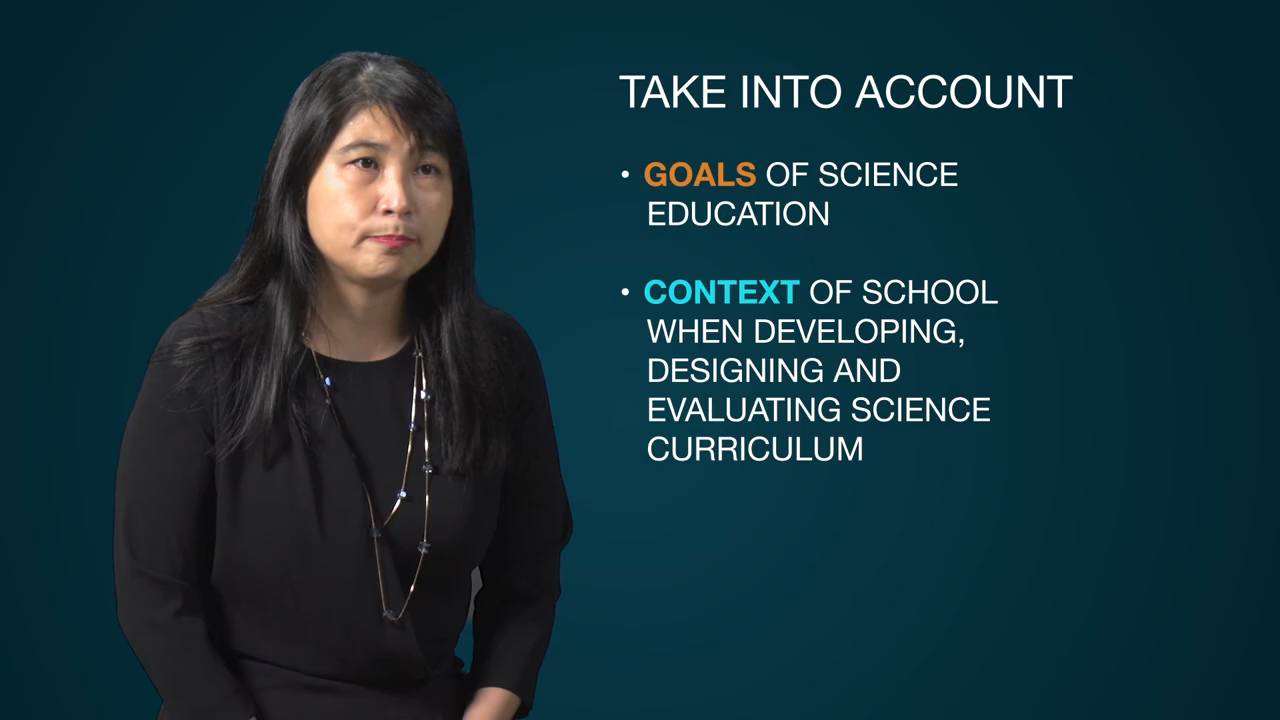 TAKE INTO ACCOUNT
• GOALS OF SCIENCE
EDUCATION
• CONTEXT OF SCHOOL
WHEN DEVELOPING,
DESIGNING AND
EVALUATING SCIENCE
CURRICULUM